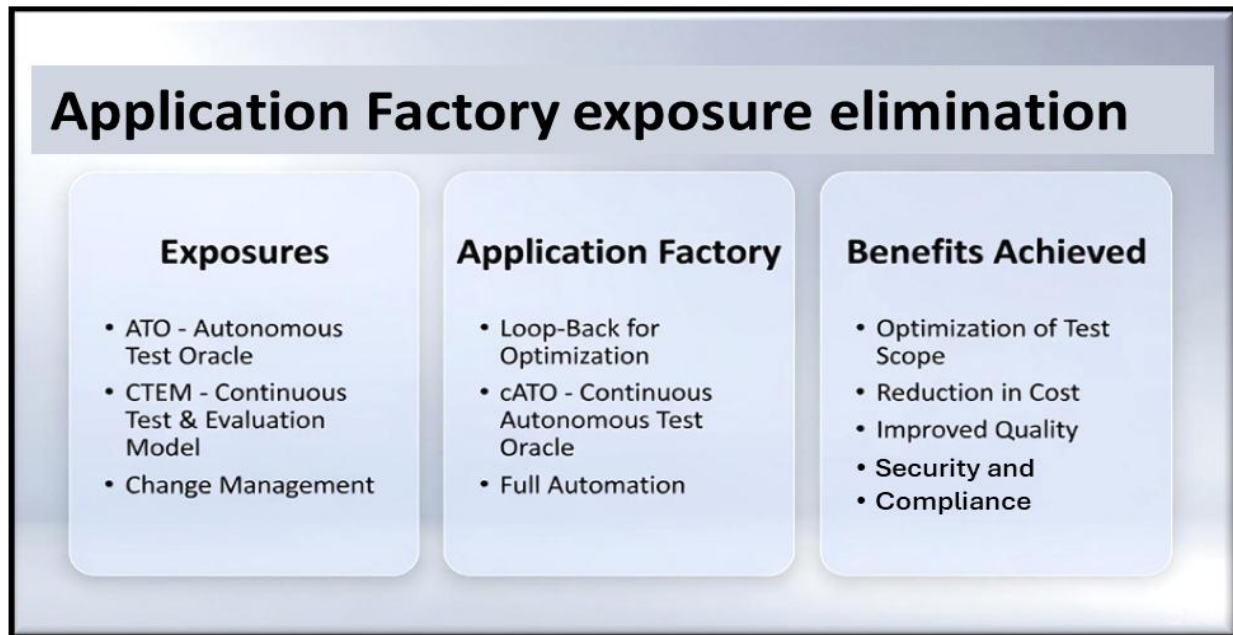 Application Factory exposure elimination
Exposures
• ATO - Autonomous
Test Oracle
• CTEM - Continuous
Test & Evaluation
Model
• Change Management
Application Factory
• Loop-Back for
Optimization
• cATO - Continuous
Autonomous Test
Oracle
• Full Automation
Benefits Achieved
• Optimization of Test
Scope
• Reduction in Cost
• Improved Quality
• Security and
• Compliance